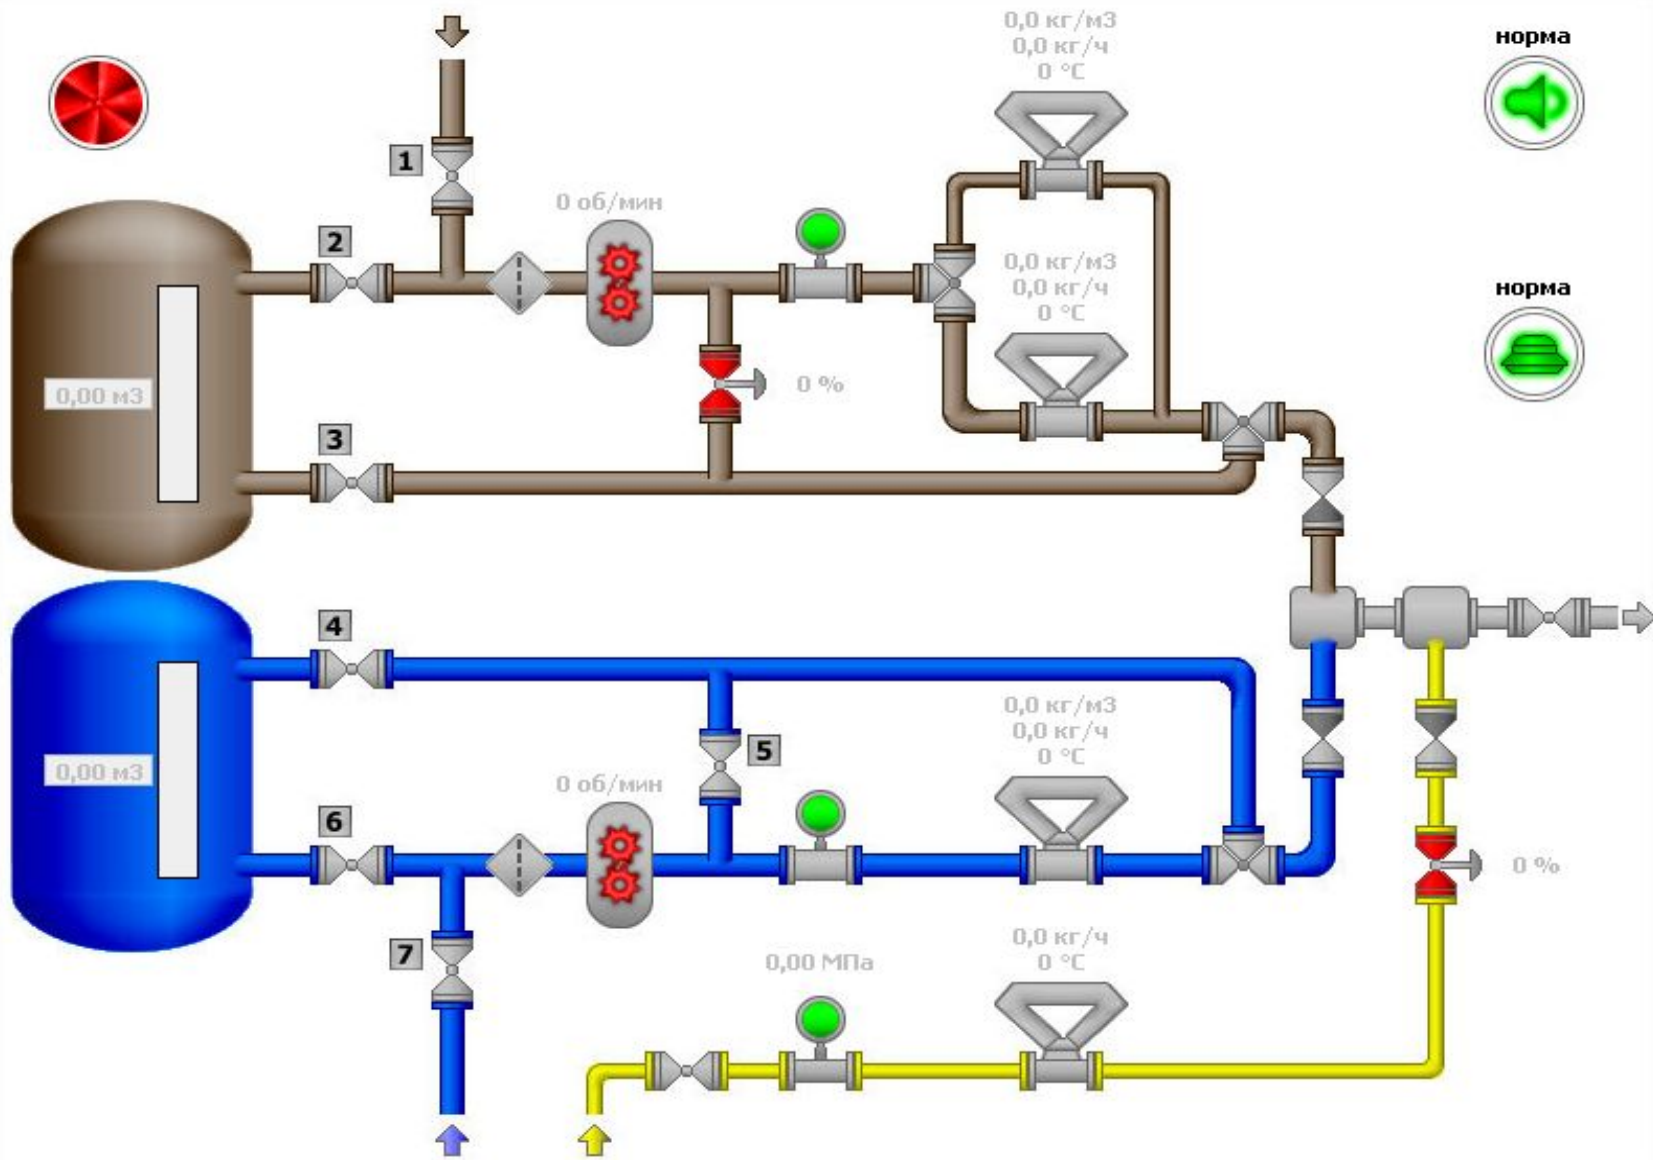 0,0 кг/м3
0,0 кг/ч
0 °C
норма
1
0 об/мин
2
0,0 кг/м3
0,0 кг/ч
0 °C
норма
0,00 м3
0 %
3
4
0,0 кг/м3
0,0 кг/ч
0 °C
5
0,00 м3
0 об/мин
6
0 %
7
0,0 кг/ч
0 °C
0,00 МПа